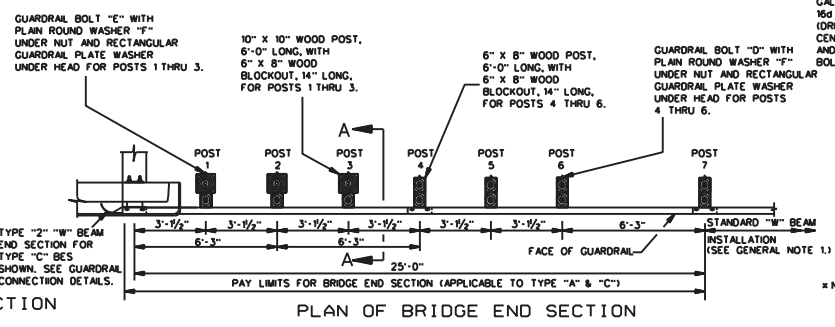 GUARDRAIL BOLT "E" WITH
PLAIN ROUND WASHER "F"
UNDER NUT AND RECTANGULAR
GUARDRAIL PLATE WASHER
UNDER HEAD FOR POSTS 1 THRU 3.
10" X 10" WOOD POST,
6'-0" LONG, WITH
6" X 8" WOOD
BLOCKOUT, 14" LONG,
FOR POSTS 1 THRU 3.
6" X 8" WOOD POST,
6'-0" LONG, WITH
6" X 8" WOOD
BLOCKOUT, 14" LONG,
FOR POSTS 4 THRU 6.
GUARDRAIL BOLT "D" WITH
PLAIN ROUND WASHER "F"
UNDER NUT AND RECTANGULAR
GUARDRAIL PLATE WASHER
UNDER HEAD FOR POSTS
4 THRU 6.
16d
(DR
CEN
AND
BOL
A
POST 1
POST 2
POST 3
POST 4
POST 5
POST 6
POST 7
3'-1½" 3'-1½" 3'-1½" 3'-1½" 3'-1½" 3'-1½" 6'-3"
6'-3" 6'-3"
A
FACE OF GUARDRAIL
STANDARD "W" BEAM
INSTALLATION
(SEE GENERAL NOTE 1.)
TYPE "2" "W" BEAM
END SECTION FOR
TYPE "C" BES
SHOWN. SEE GUARDRAIL
CONNECTION DETAILS.
25'-0"
PAY LIMITS FOR BRIDGE END SECTION (APPLICABLE TO TYPE "A" & "C")
CTION
PLAN OF BRIDGE END SECTION